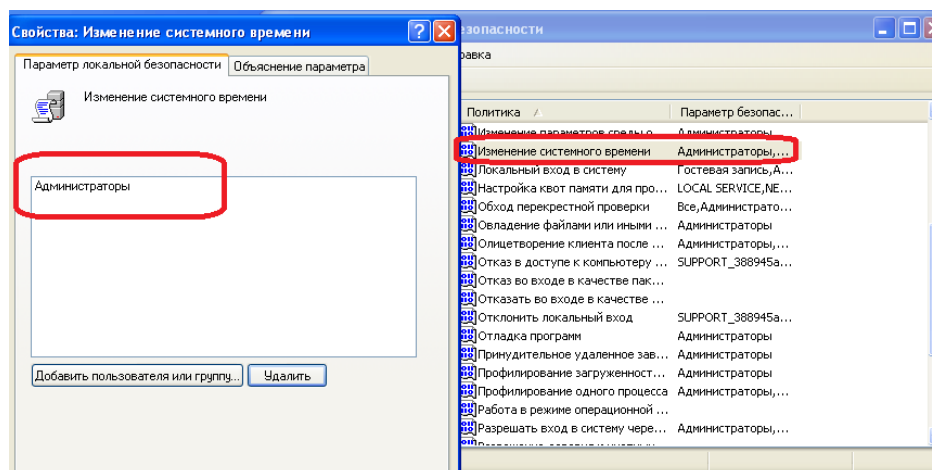 Свойства: Изменение системного времени
Параметр локальной безопасности
Объяснение параметра
Изменение системного времени
Администраторы
Добавить пользователя или группу...
Удалить
езопасности
равка
Политика
Параметр безопас...
Изменение параметров среды о... Администраторы
Изменение системного времени Администраторы,...
Локальный вход в систему Гостевая запись,А...
Настройка квот памяти для про... LOCAL SERVICE,NE...
Обход перекрестной проверки Все,Администрато...
Овладение файлами или иными ... Администраторы
Олицетворение клиента после ... Администраторы,...
Отказ в доступе к компьютеру ... SUPPORT_388945a...
Отказ во входе в качестве пак...
Отказать во входе в качестве ...
Отклонить локальный вход SUPPORT_388945a...
Отладка программ Администраторы
Принудительное удаленное зав... Администраторы
Профилирование загруженност... Администраторы
Профилирование одного процесса Администраторы,...
Работа в режиме операционной ...
Разрешать вход в систему чере... Администраторы,...